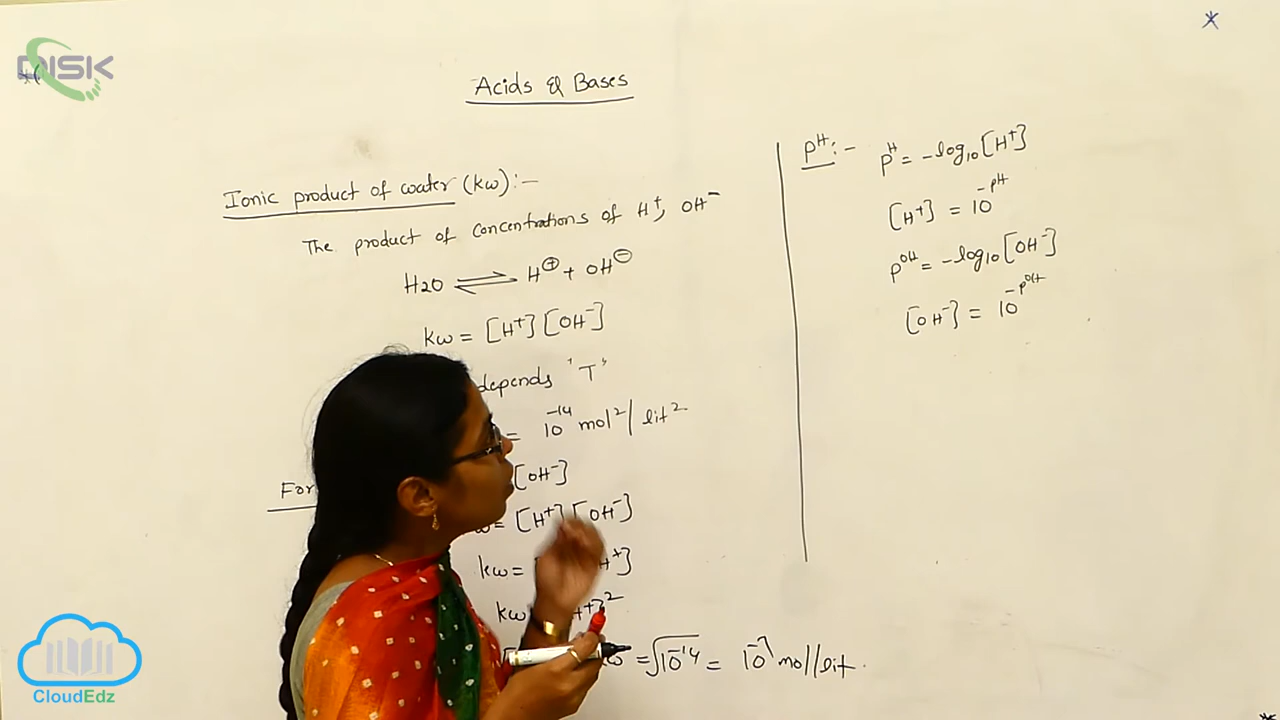 DISK
Acids & Bases
Ionic product of water (kw):-
The product of concentrations of H⁺, OH⁻
H2O ⇌ H⊕ + OH⊖
kw = [H⁺][OH⁻]
depends 'T'
= 10⁻¹⁴ mol² / lit²
[OH⁻]
= [H⁺][OH⁻]
kw =
kw
= √10⁻¹⁴ = 10⁻⁷ mol/lit.
pH:- pH = -log10[H⁺]
[H⁺] = 10^-pH
pOH = -log10[OH⁻]
[OH⁻] = 10^-pOH
CloudEdz